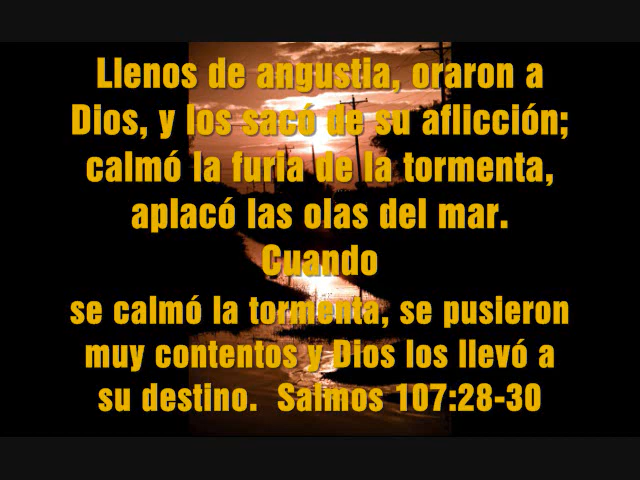 Llenos de angustia, oraron a
Dios, y los sacó de su aflicción;
calmó la furia de la tormenta,
aplacó las olas del mar.
Cuando
se calmó la tormenta, se pusieron
muy contentos y Dios los llevó a
su destino.  Salmos 107:28-30